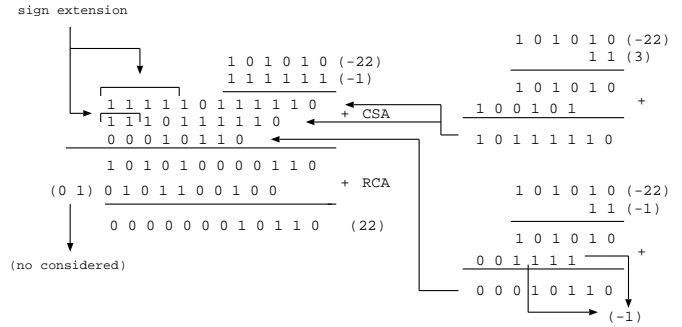 sign extension
1 0 1 0 1 0 (-22)
1 1 1 1 1 1 (-1)
1 1 1 1 1 0 1 1 1 1 1 0
+ CSA
1 1 1 0 1 1 1 1 1 0
0 0 0 1 0 1 1 0
1 0 1 0 1 0 0 0 0 1 1 0
+ RCA
(0 1) 0 1 0 1 1 0 0 1 0 0
0 0 0 0 0 0 0 1 0 1 1 0 (22)
(no considered)
1 0 1 0 1 0 (-22)
1 1 (3)
1 0 1 0 1 0
+
1 0 0 1 0 1
1 0 1 1 1 1 1 0
1 0 1 0 1 0 (-22)
1 1 (-1)
1 0 1 0 1 0
+
0 0 1 1 1 1
0 0 0 1 0 1 1 0
(-1)